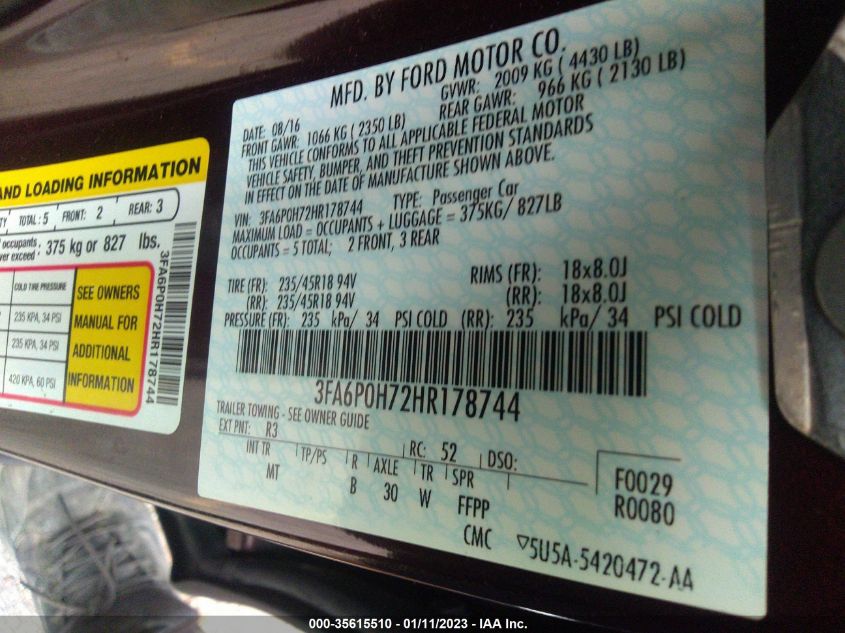 AND LOADING INFORMATION
TOTAL: 5 FRONT: 2 REAR: 3
occupants 375 kg or 827 lbs.
exceed:
COLD TIRE PRESSURE
235 KPA, 34 PSI
235 KPA, 34 PSI
420 KPA, 60 PSI
SEE OWNERS
MANUAL FOR
ADDITIONAL
INFORMATION
3FA6P0H72HR178744
MFD. BY FORD MOTOR CO.
DATE: 08/16 GVWR: 2009 KG ( 4430 LB)
FRONT GAWR: 1066 KG ( 2350 LB) REAR GAWR: 966 KG ( 2130 LB)
THIS VEHICLE CONFORMS TO ALL APPLICABLE FEDERAL MOTOR
VEHICLE SAFETY, BUMPER, AND THEFT PREVENTION STANDARDS
IN EFFECT ON THE DATE OF MANUFACTURE SHOWN ABOVE.
VIN: 3FA6P0H72HR178744 TYPE: Passenger Car
MAXIMUM LOAD = OCCUPANTS + LUGGAGE = 375KG/ 827LB
OCCUPANTS = 5 TOTAL; 2 FRONT, 3 REAR
TIRE (FR): 235/45R18 94V RIMS (FR): 18x8.0J
(RR): 235/45R18 94V (RR): 18x8.0J
PRESSURE (FR): 235 kPa/ 34 PSI COLD (RR): 235 kPa/ 34 PSI COLD
3FA6P0H72HR178744
TRAILER TOWING - SEE OWNER GUIDE
EXT PNT: R3 RC: 52 DSO:
INT TR TP/PS R AXLE TR SPR
MT B 30 W FFPP
CMC
F0029
R0080
5U5A-5420472-AA
000-35615510 - 01/11/2023 - IAA Inc.